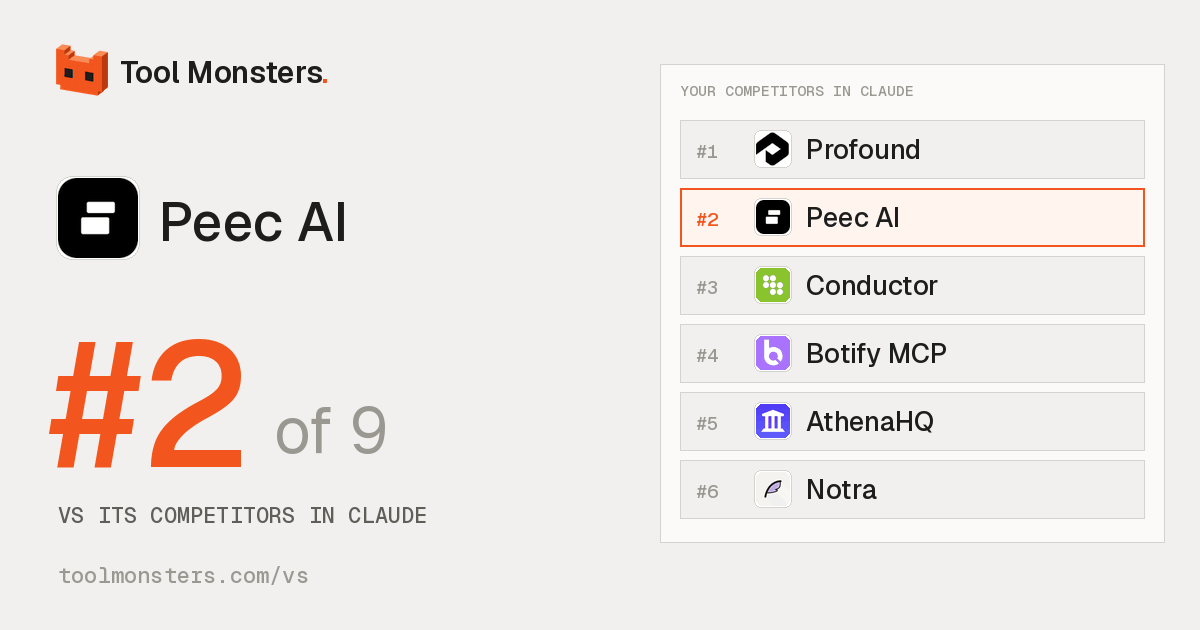 Tool Monsters.
Peec AI
#2 of 9
VS ITS COMPETITORS IN CLAUDE
toolmonsters.com/vs
YOUR COMPETITORS IN CLAUDE
#1 Profound
#2 Peec AI
#3 Conductor
#4 Botify MCP
#5 AthenaHQ
#6 Notra